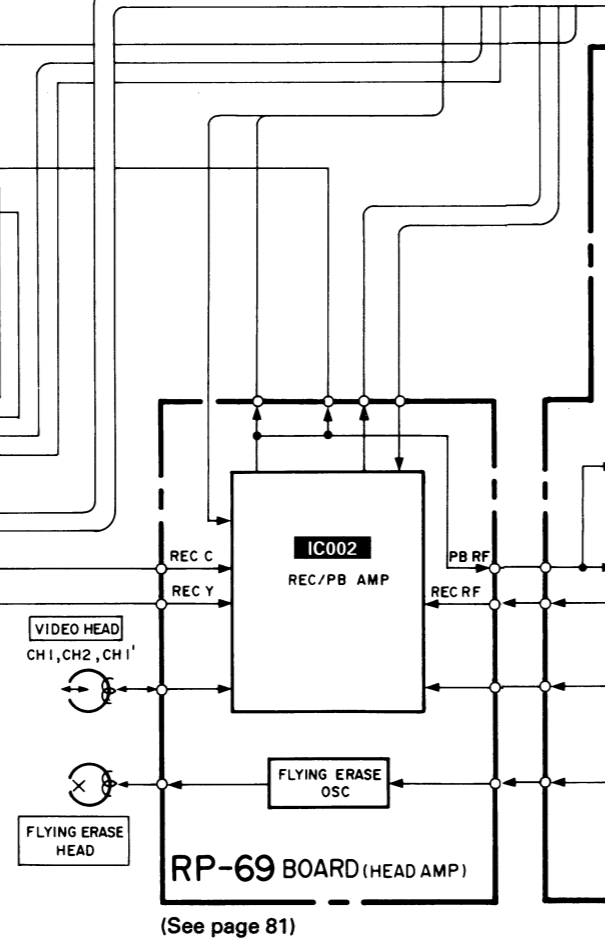 IC002
REC/PB AMP
REC C
REC Y
PB RF
REC RF
VIDEO HEAD
CH1, CH2, CH1'
FLYING ERASE
OSC
FLYING ERASE
HEAD
RP-69 BOARD (HEAD AMP)
(See page 81)